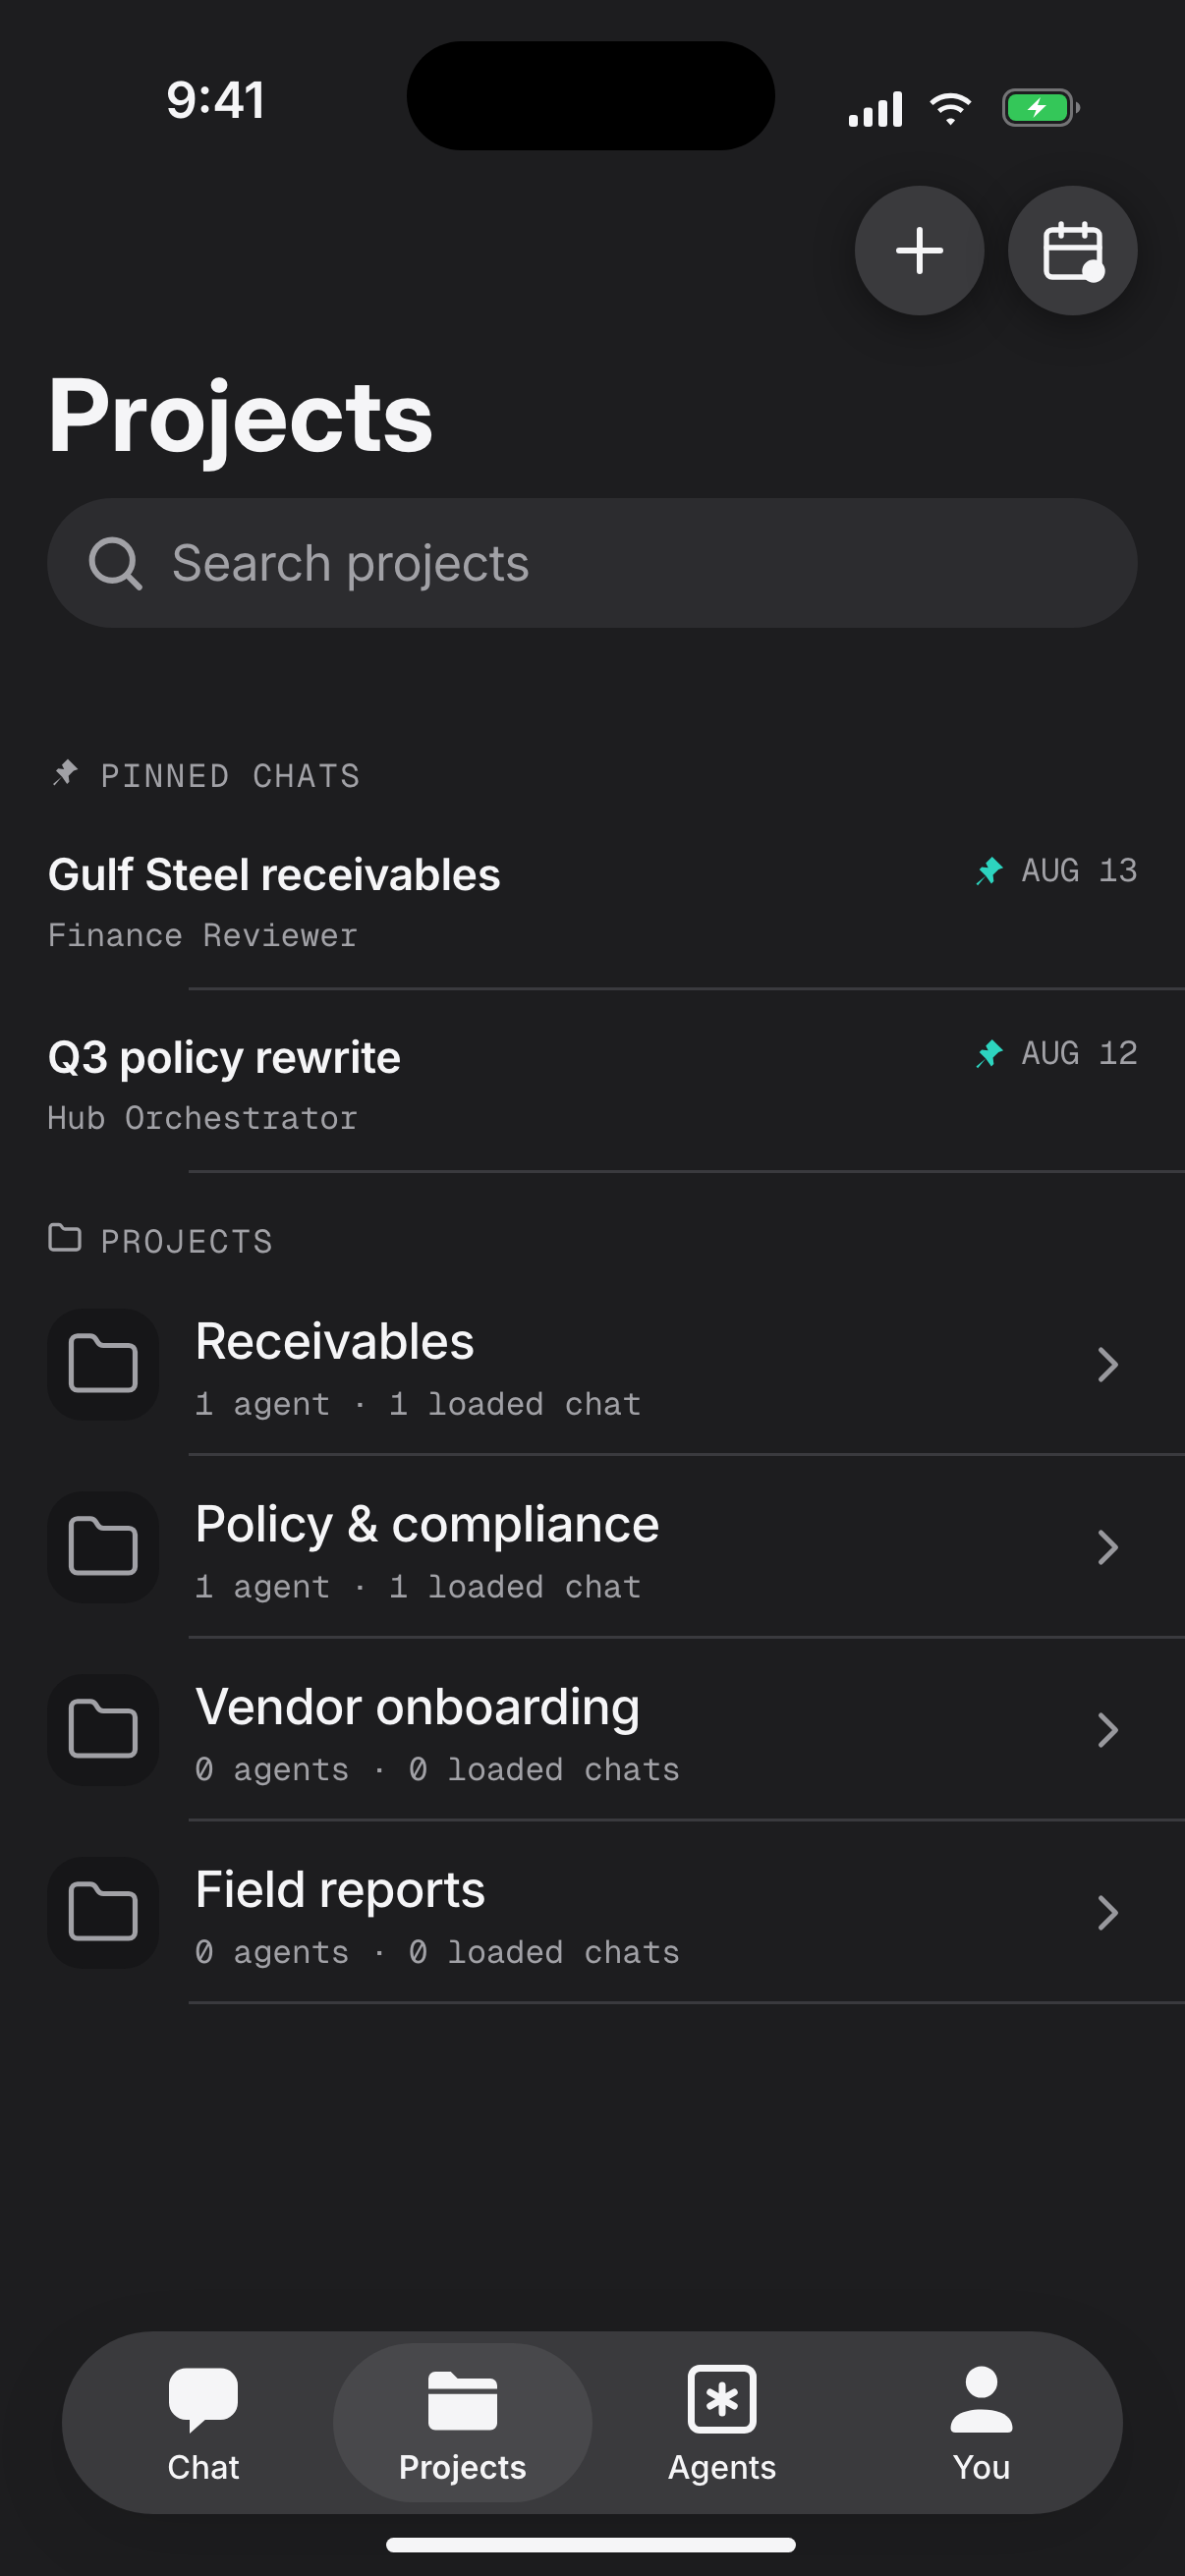 9:41
Projects
Search projects
PINNED CHATS
Gulf Steel receivables
AUG 13
Finance Reviewer
Q3 policy rewrite
AUG 12
Hub Orchestrator
PROJECTS
Receivables
1 agent · 1 loaded chat
Policy & compliance
1 agent · 1 loaded chat
Vendor onboarding
0 agents · 0 loaded chats
Field reports
0 agents · 0 loaded chats
Chat
Projects
Agents
You